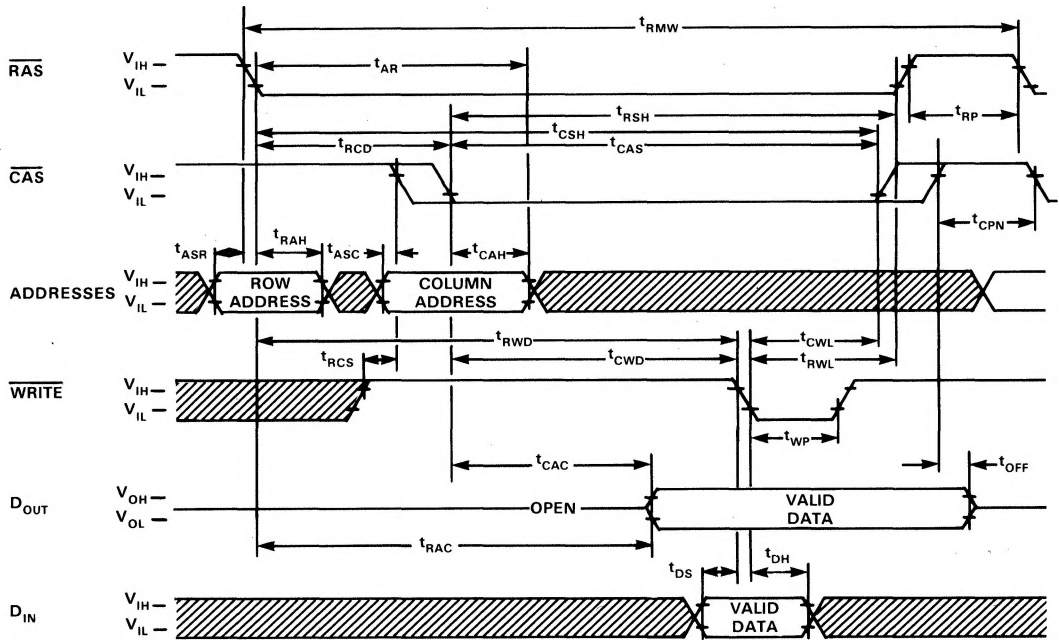 tRMW
RAS
VIH
VIL
tAR
tRSH
tRP
tCSH
tRCD
tCAS
CAS
VIH
VIL
tCPN
tASR
tRAH
tASC
tCAH
ADDRESSES
VIH
VIL
ROW
ADDRESS
COLUMN
ADDRESS
tRWD
tCWL
tRCS
tCWD
tRWL
WRITE
VIH
VIL
tWP
tCAC
tOFF
DOUT
VOH
VOL
OPEN
VALID
DATA
tRAC
tDS
tDH
DIN
VIH
VIL
VALID
DATA